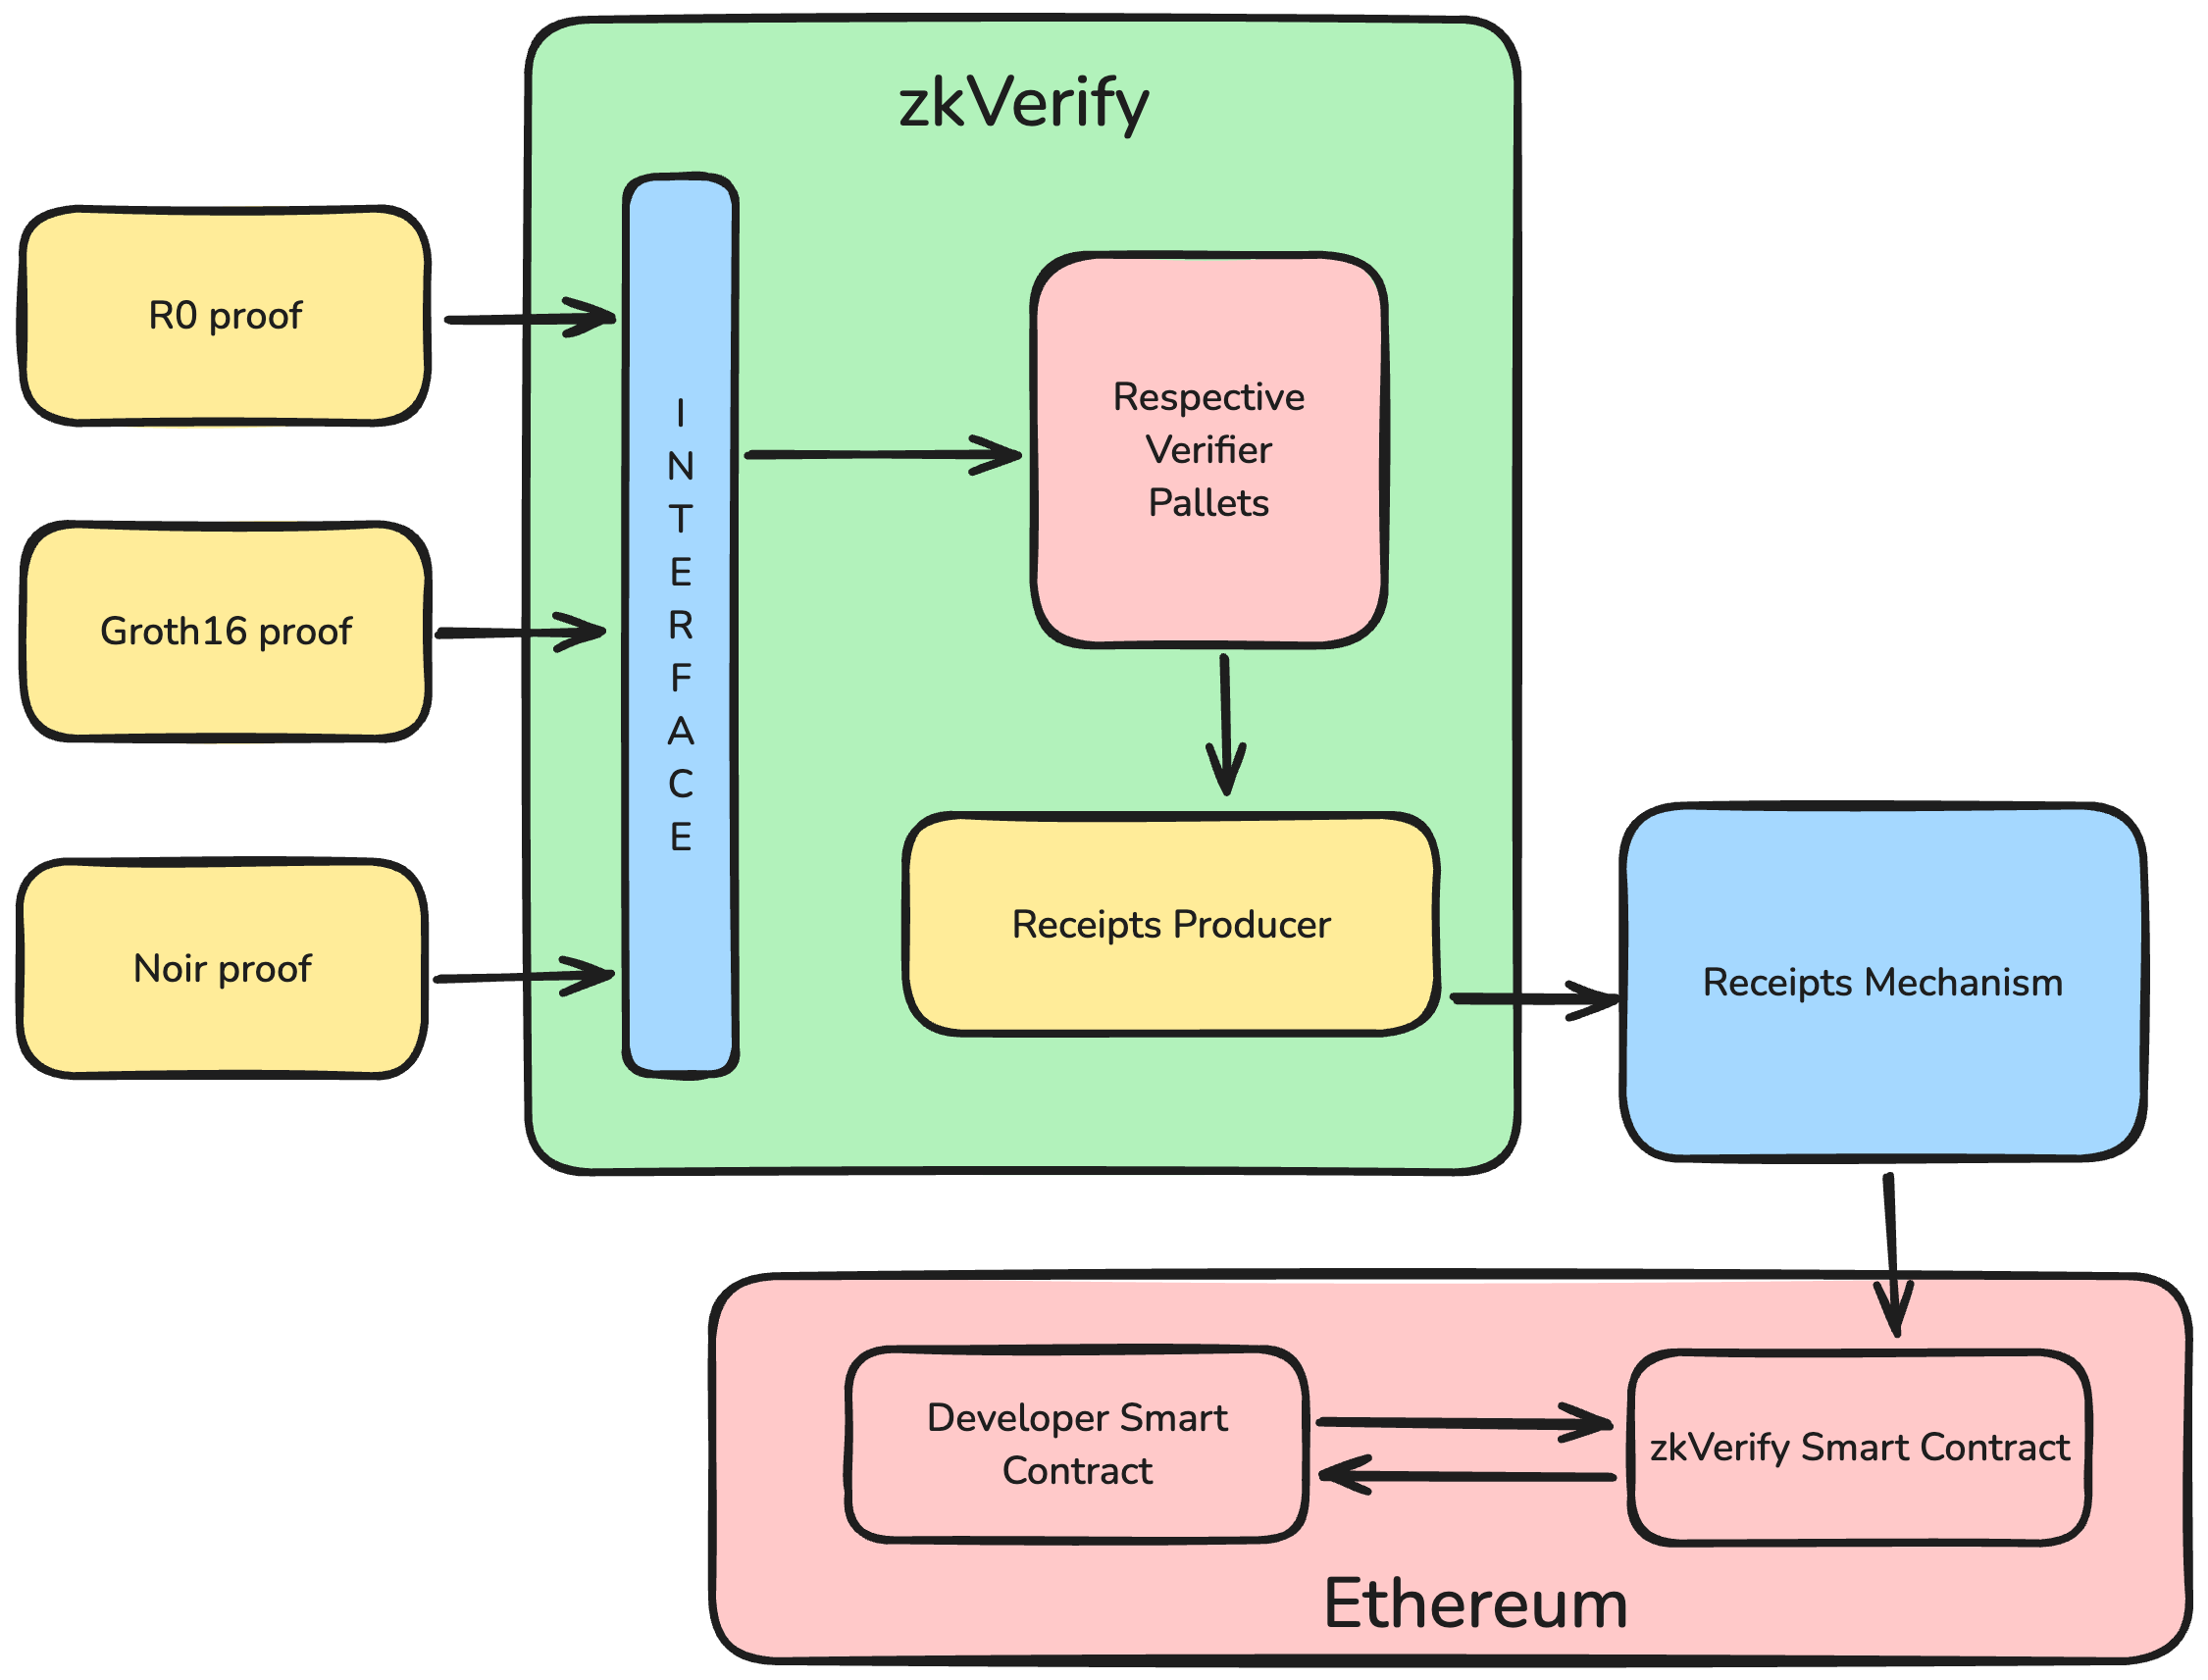 zkVerify
R0 proof
Groth16 proof
Noir proof
I
N
T
E
R
F
A
C
E
Respective
Verifier
Pallets
Receipts Producer
Receipts Mechanism
Developer Smart
Contract
zkVerify Smart Contract
Ethereum